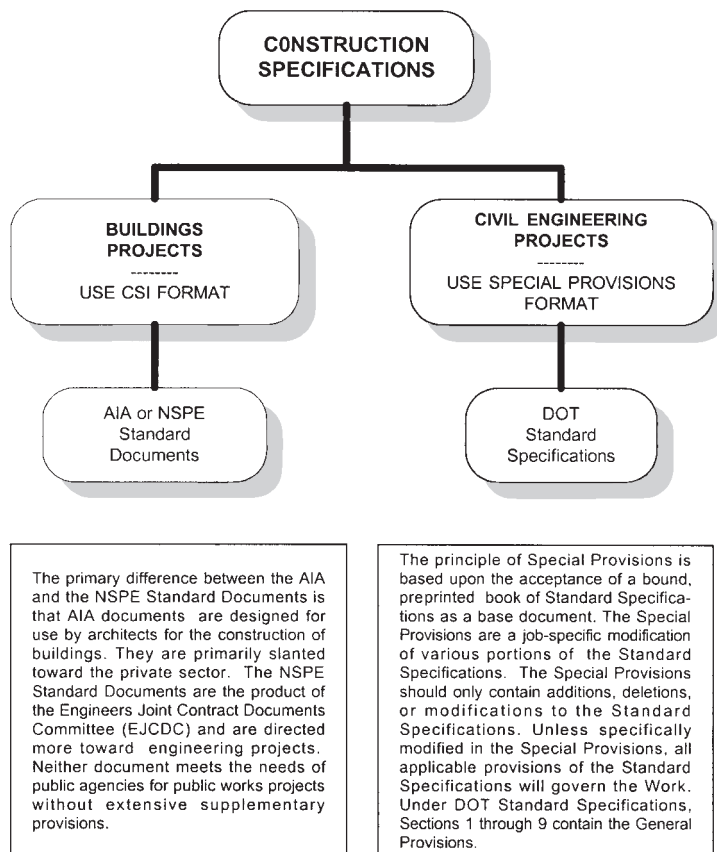 C0NSTRUCTION
SPECIFICATIONS
BUILDINGS
PROJECTS
--------
USE CSI FORMAT
CIVIL ENGINEERING
PROJECTS
--------
USE SPECIAL PROVISIONS
FORMAT
AIA or NSPE
Standard
Documents
DOT
Standard
Specifications
The primary difference between the AIA
and the NSPE Standard Documents is
that AIA documents are designed for
use by architects for the construction of
buildings. They are primarily slanted
toward the private sector. The NSPE
Standard Documents are the product of
the Engineers Joint Contract Documents
Committee (EJCDC) and are directed
more toward engineering projects.
Neither document meets the needs of
public agencies for public works projects
without extensive supplementary
provisions.
The principle of Special Provisions is
based upon the acceptance of a bound,
preprinted book of Standard Specifica-
tions as a base document. The Special
Provisions are a job-specific modification
of various portions of the Standard
Specifications. The Special Provisions
should only contain additions, deletions,
or modifications to the Standard
Specifications. Unless specifically
modified in the Special Provisions, all
applicable provisions of the Standard
Specifications will govern the Work.
Under DOT Standard Specifications,
Sections 1 through 9 contain the General
Provisions.